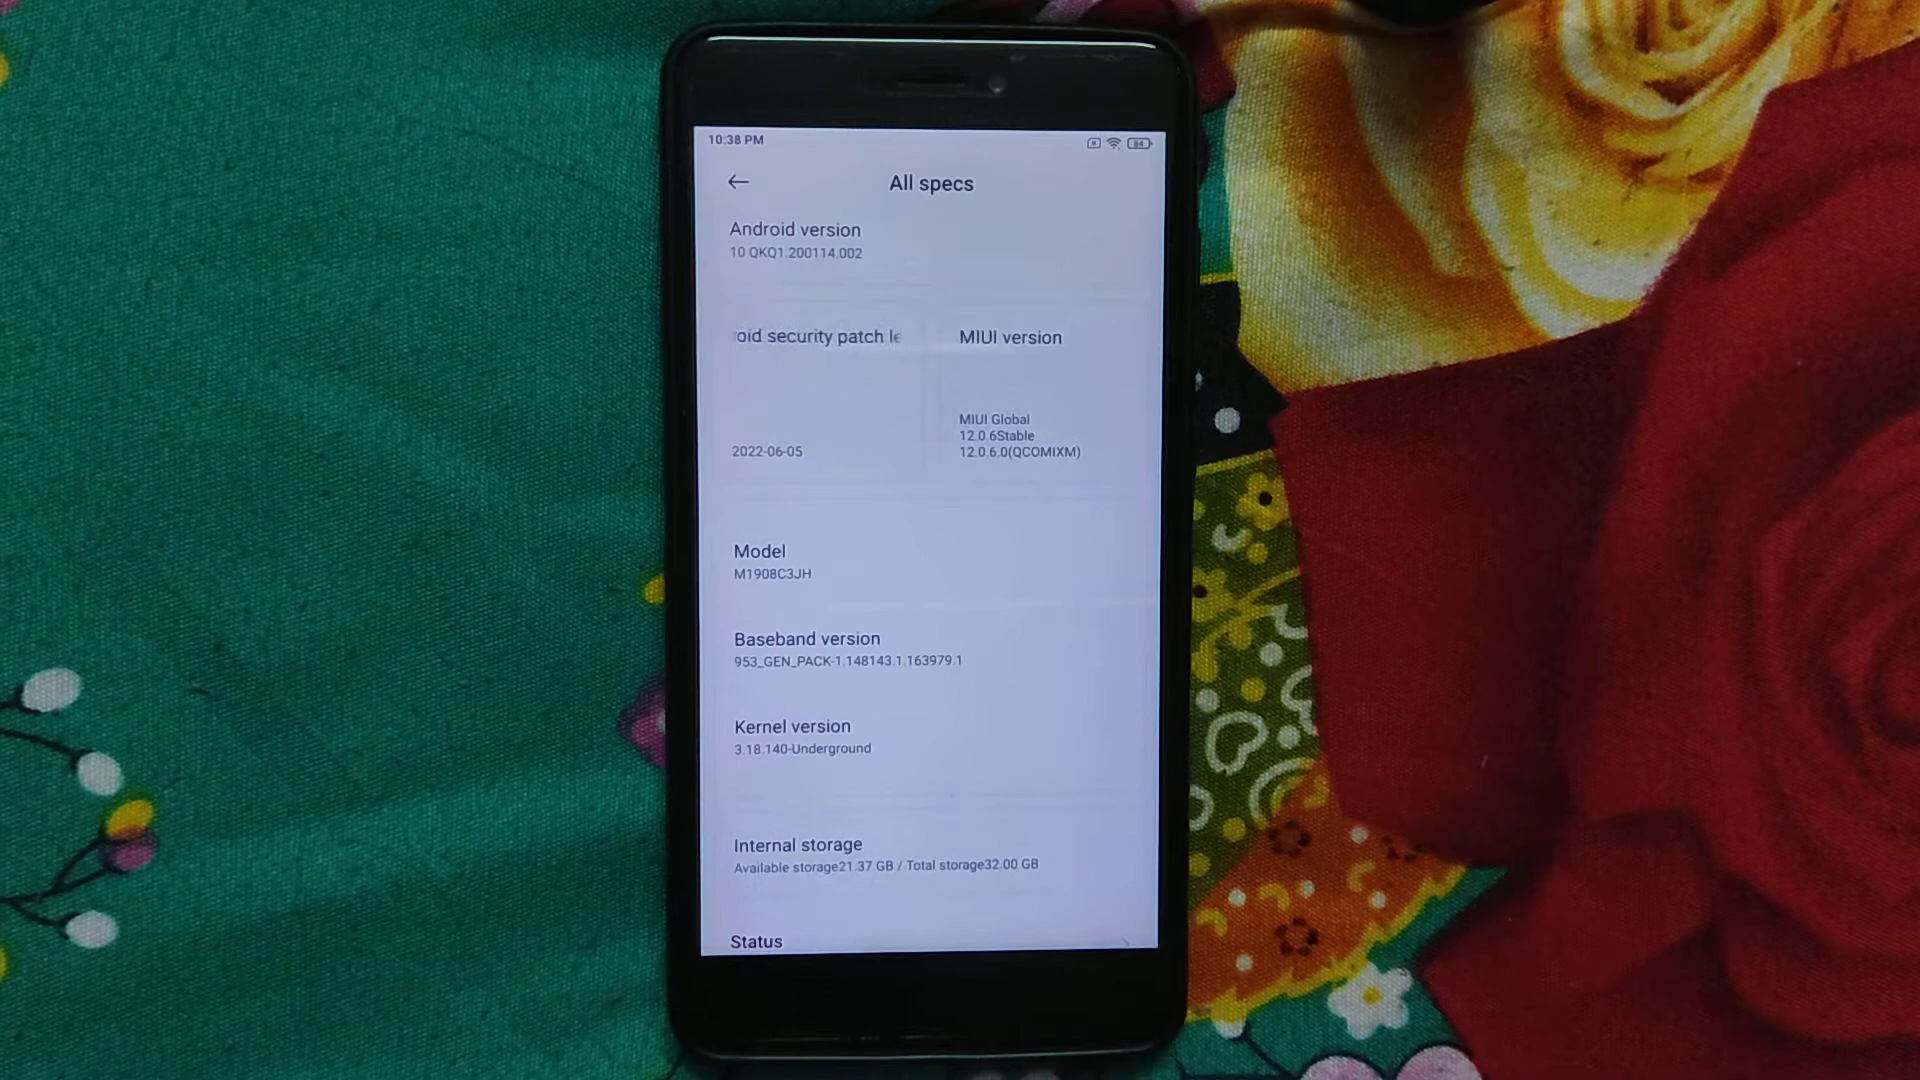 10:38 PM
84
All specs
Android version
10 QKQ1.200114.002
oid security patch le
MIUI version
MIUI Global
12.0.6Stable
12.0.6.0(QCOMIXM)
2022-06-05
Model
M1908C3JH
Baseband version
953_GEN_PACK-1.148143.1.163979.1
Kernel version
3.18.140-Underground
Internal storage
Available storage21.37 GB / Total storage32.00 GB
Status